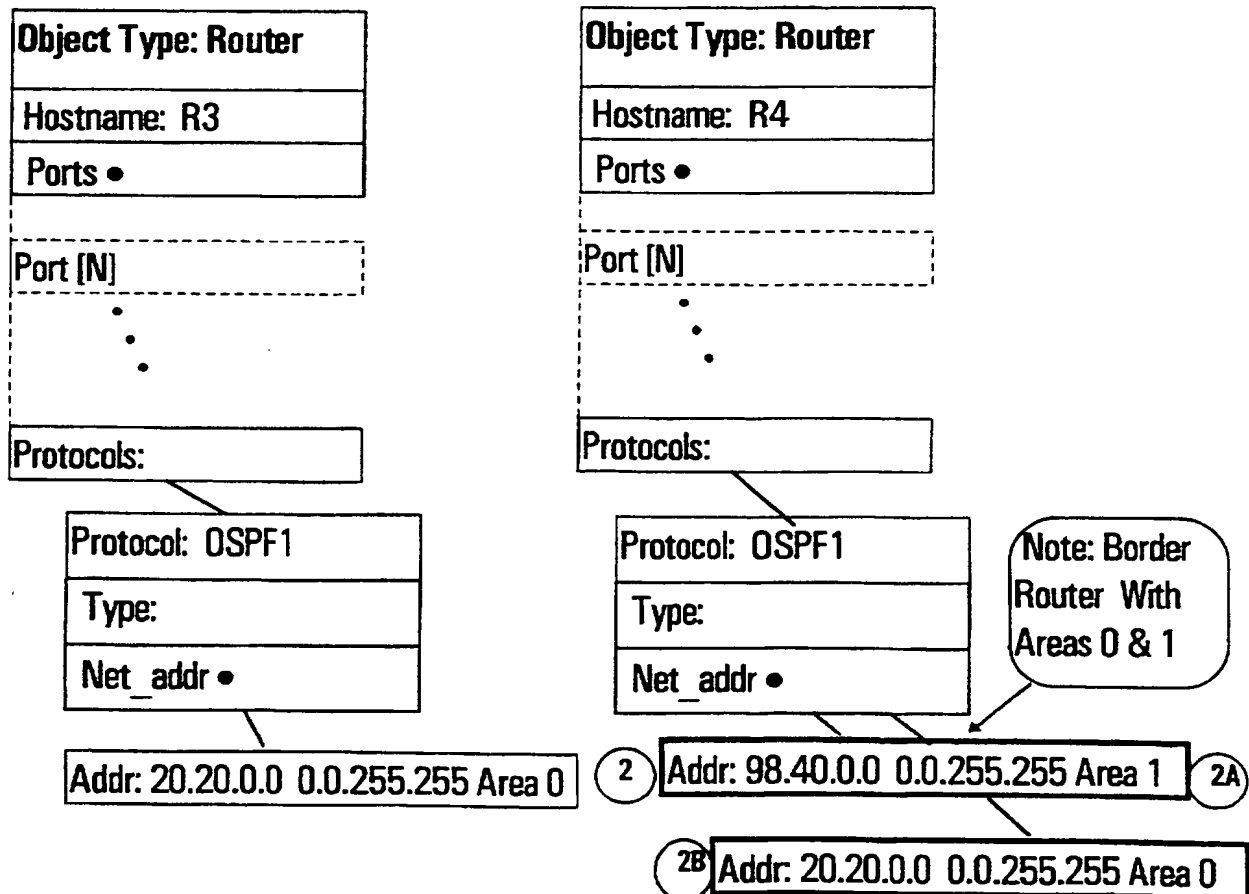 Object Type: Router
Hostname: R3
Ports •
Port [N]
Protocols:
Protocol: OSPF1
Type:
Net_addr •
Addr: 20.20.0.0 0.0.255.255 Area 0
Object Type: Router
Hostname: R4
Ports •
Port [N]
Protocols:
Protocol: OSPF1
Type:
Net_addr •
Note: Border
Router With
Areas 0 & 1
2
Addr: 98.40.0.0 0.0.255.255 Area 1
2A
2B
Addr: 20.20.0.0 0.0.255.255 Area 0